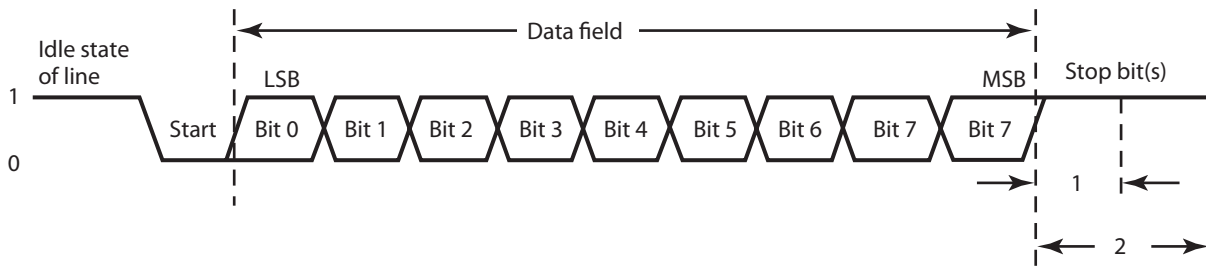 Data field
Idle state
of line
LSB
MSB
Stop bit(s)
1
Start
Bit 0
Bit 1
Bit 2
Bit 3
Bit 4
Bit 5
Bit 6
Bit 7
Bit 7
0
1
2